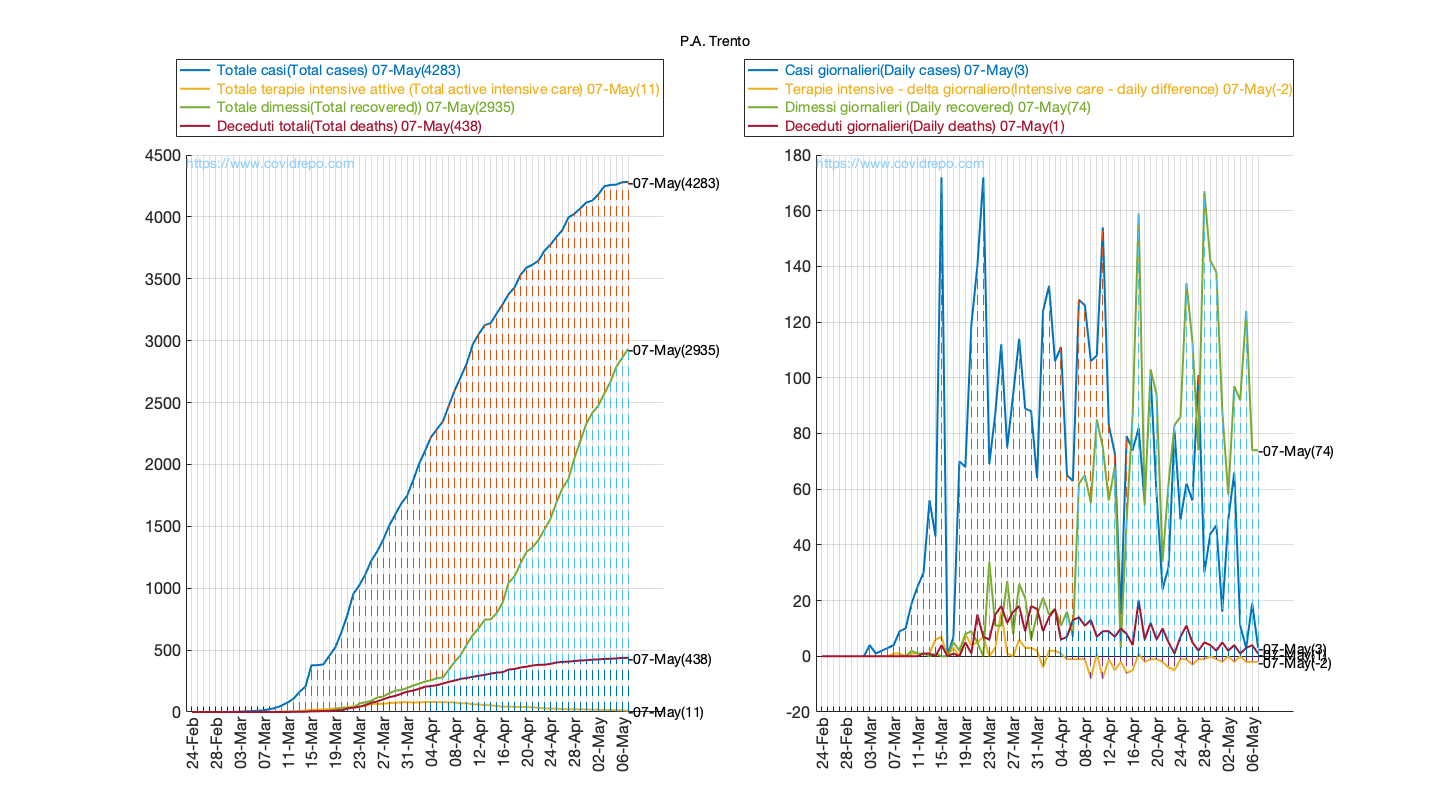 P.A. Trento
Totale casi(Total cases) 07-May(4283)
Totale terapie intensive attive (Total active intensive care) 07-May(11)
Totale dimessi(Total recovered)) 07-May(2935)
Deceduti totali(Total deaths) 07-May(438)
4500
4000
3500
3000
2500
2000
1500
1000
500
0
https://www.covidrepo.com
07-May(4283)
07-May(2935)
07-May(438)
07-May(11)
24-Feb
28-Feb
03-Mar
07-Mar
11-Mar
15-Mar
19-Mar
23-Mar
27-Mar
31-Mar
04-Apr
08-Apr
12-Apr
16-Apr
20-Apr
24-Apr
28-Apr
02-May
06-May
Casi giornalieri(Daily cases) 07-May(3)
Terapie intensive - delta giornaliero(Intensive care - daily difference) 07-May(-2)
Dimessi giornalieri (Daily recovered) 07-May(74)
Deceduti giornalieri(Daily deaths) 07-May(1)
180
160
140
120
100
80
60
40
20
0
-20
https://www.covidrepo.com
07-May(74)
07-May(3)
07-May(-2)
24-Feb
28-Feb
03-Mar
07-Mar
11-Mar
15-Mar
19-Mar
23-Mar
27-Mar
31-Mar
04-Apr
08-Apr
12-Apr
16-Apr
20-Apr
24-Apr
28-Apr
02-May
06-May